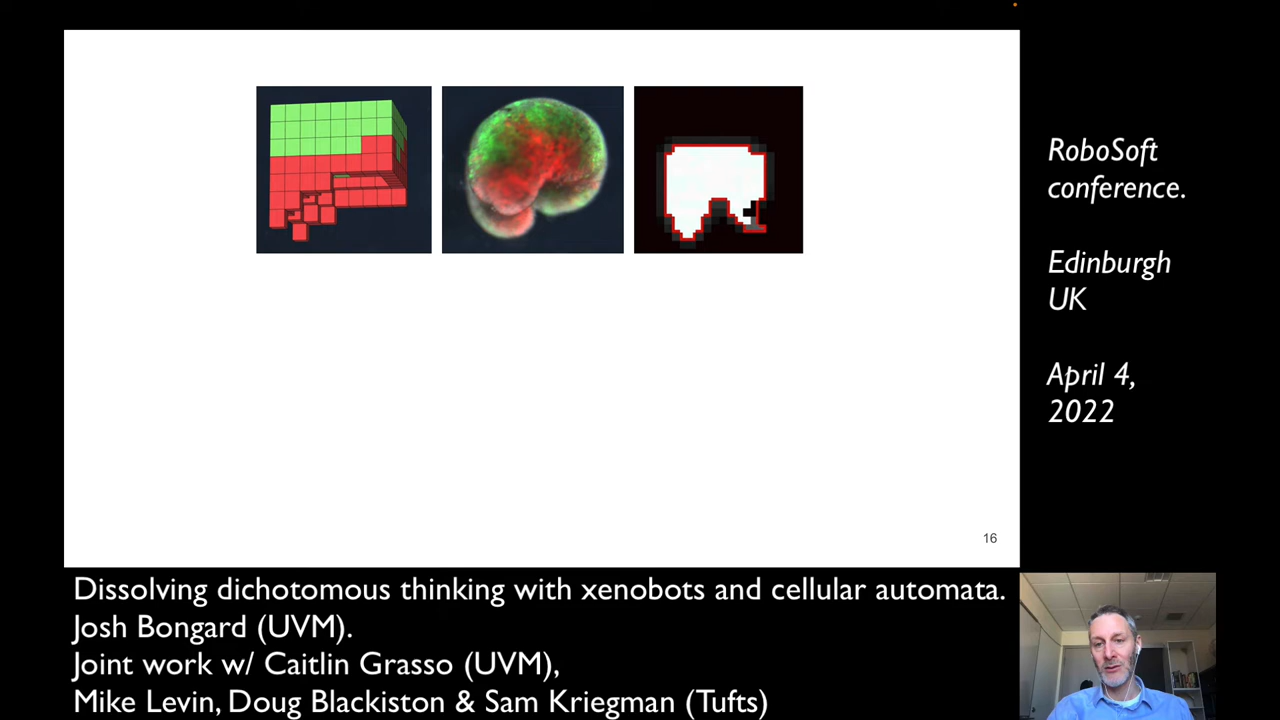 RoboSoft
conference.
Edinburgh
UK
April 4,
2022
16
Dissolving dichotomous thinking with xenobots and cellular automata.
Josh Bongard (UVM).
Joint work w/ Caitlin Grasso (UVM),
Mike Levin, Doug Blackiston & Sam Kriegman (Tufts)